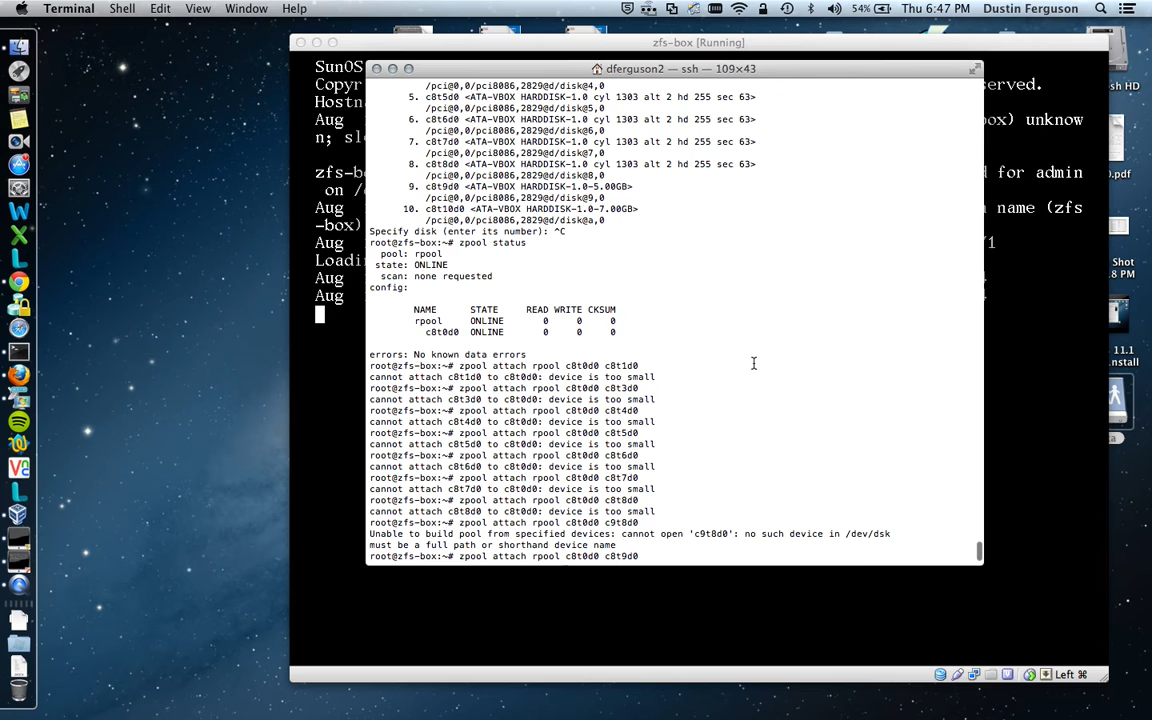 Terminal Shell Edit View Window Help
54% Thu 6:47 PM Dustin Ferguson
zfs-box [Running]
SunOS
Copyr
served.
Hostn
Aug
box) unknow
n; sl
zfs-b
d for admin
on /
Aug
n name (zfs
-box)
Aug
/1
Loadi
Aug
Aug
dferguson2 — ssh — 109×43
/pci@0,0/pci8086,2829@d/disk@4,0
5. c8t5d0 <ATA-VBOX HARDDISK-1.0 cyl 1303 alt 2 hd 255 sec 63>
/pci@0,0/pci8086,2829@d/disk@5,0
6. c8t6d0 <ATA-VBOX HARDDISK-1.0 cyl 1303 alt 2 hd 255 sec 63>
/pci@0,0/pci8086,2829@d/disk@6,0
7. c8t7d0 <ATA-VBOX HARDDISK-1.0 cyl 1303 alt 2 hd 255 sec 63>
/pci@0,0/pci8086,2829@d/disk@7,0
8. c8t8d0 <ATA-VBOX HARDDISK-1.0 cyl 1303 alt 2 hd 255 sec 63>
/pci@0,0/pci8086,2829@d/disk@8,0
9. c8t9d0 <ATA-VBOX HARDDISK-1.0-5.00GB>
/pci@0,0/pci8086,2829@d/disk@9,0
10. c8t10d0 <ATA-VBOX HARDDISK-1.0-7.00GB>
/pci@0,0/pci8086,2829@d/disk@a,0
Specify disk (enter its number): ^C
root@zfs-box:~# zpool status
pool: rpool
state: ONLINE
scan: none requested
config:
NAME STATE READ WRITE CKSUM
rpool ONLINE 0 0 0
c8t0d0 ONLINE 0 0 0
errors: No known data errors
root@zfs-box:~# zpool attach rpool c8t0d0 c8t1d0
cannot attach c8t1d0 to c8t0d0: device is too small
root@zfs-box:~# zpool attach rpool c8t0d0 c8t3d0
cannot attach c8t3d0 to c8t0d0: device is too small
root@zfs-box:~# zpool attach rpool c8t0d0 c8t4d0
cannot attach c8t4d0 to c8t0d0: device is too small
root@zfs-box:~# zpool attach rpool c8t0d0 c8t5d0
cannot attach c8t5d0 to c8t0d0: device is too small
root@zfs-box:~# zpool attach rpool c8t0d0 c8t6d0
cannot attach c8t6d0 to c8t0d0: device is too small
root@zfs-box:~# zpool attach rpool c8t0d0 c8t7d0
cannot attach c8t7d0 to c8t0d0: device is too small
root@zfs-box:~# zpool attach rpool c8t0d0 c8t8d0
cannot attach c8t8d0 to c8t0d0: device is too small
root@zfs-box:~# zpool attach rpool c8t0d0 c9t8d0
Unable to build pool from specified devices: cannot open 'c9t8d0': no such device in /dev/dsk
must be a full path or shorthand device name
root@zfs-box:~# zpool attach rpool c8t0d0 c8t9d0
Left ⌘
sh HD
0.pdf
Shot
8 PM
11.1
nstall
ta